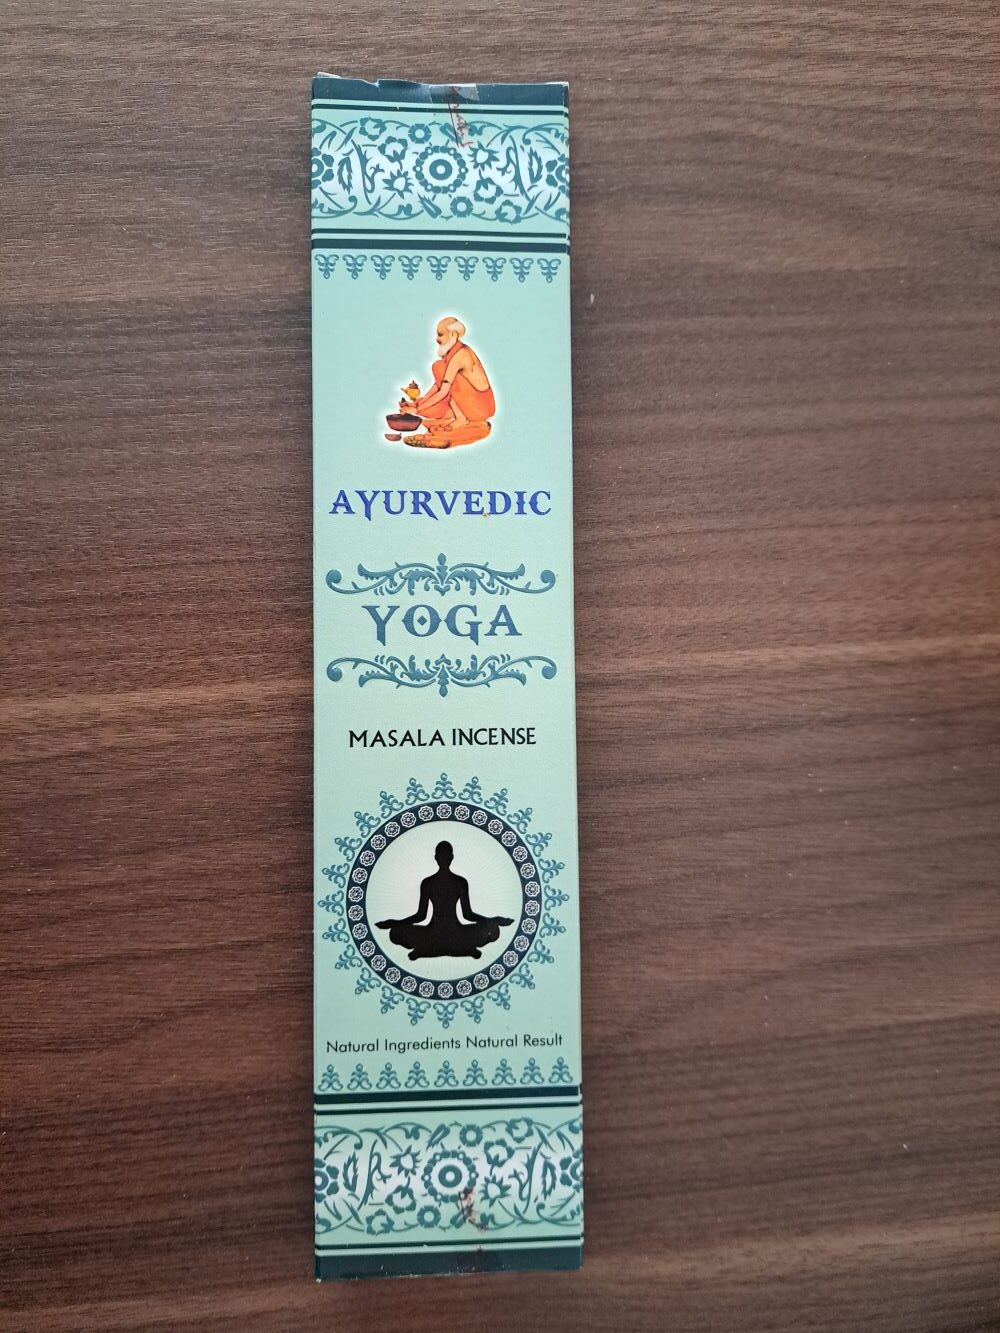 AYURVEDIC
YOGA
MASALA INCENSE
Natural Ingredients Natural Result